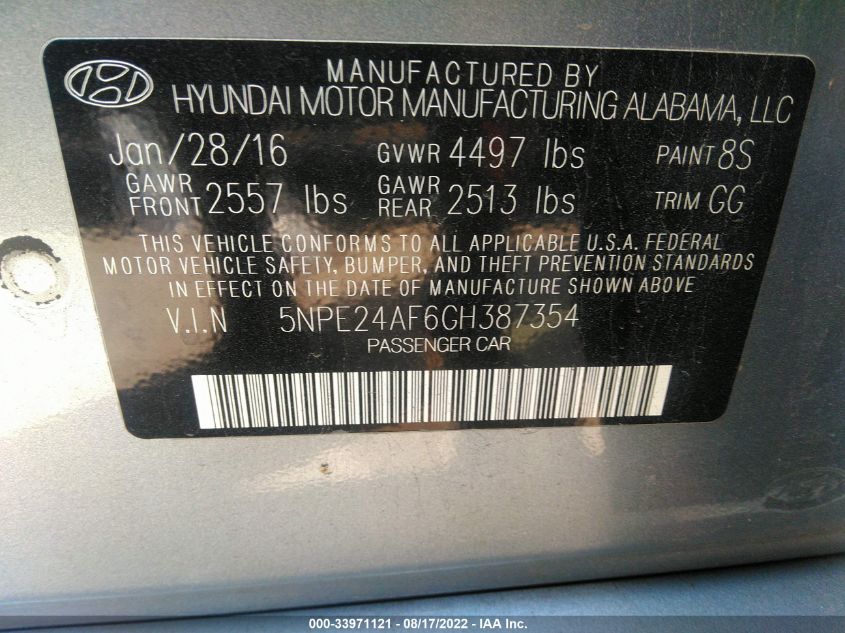 MANUFACTURED BY
HYUNDAI MOTOR MANUFACTURING ALABAMA, LLC
Jan/28/16 GVWR 4497 lbs PAINT 8S
GAWR FRONT 2557 lbs GAWR REAR 2513 lbs TRIM GG
THIS VEHICLE CONFORMS TO ALL APPLICABLE U.S.A. FEDERAL
MOTOR VEHICLE SAFETY, BUMPER, AND THEFT PREVENTION STANDARDS
IN EFFECT ON THE DATE OF MANUFACTURE SHOWN ABOVE
V.I.N 5NPE24AF6GH387354
PASSENGER CAR
000-33971121 - 08/17/2022 - IAA Inc.